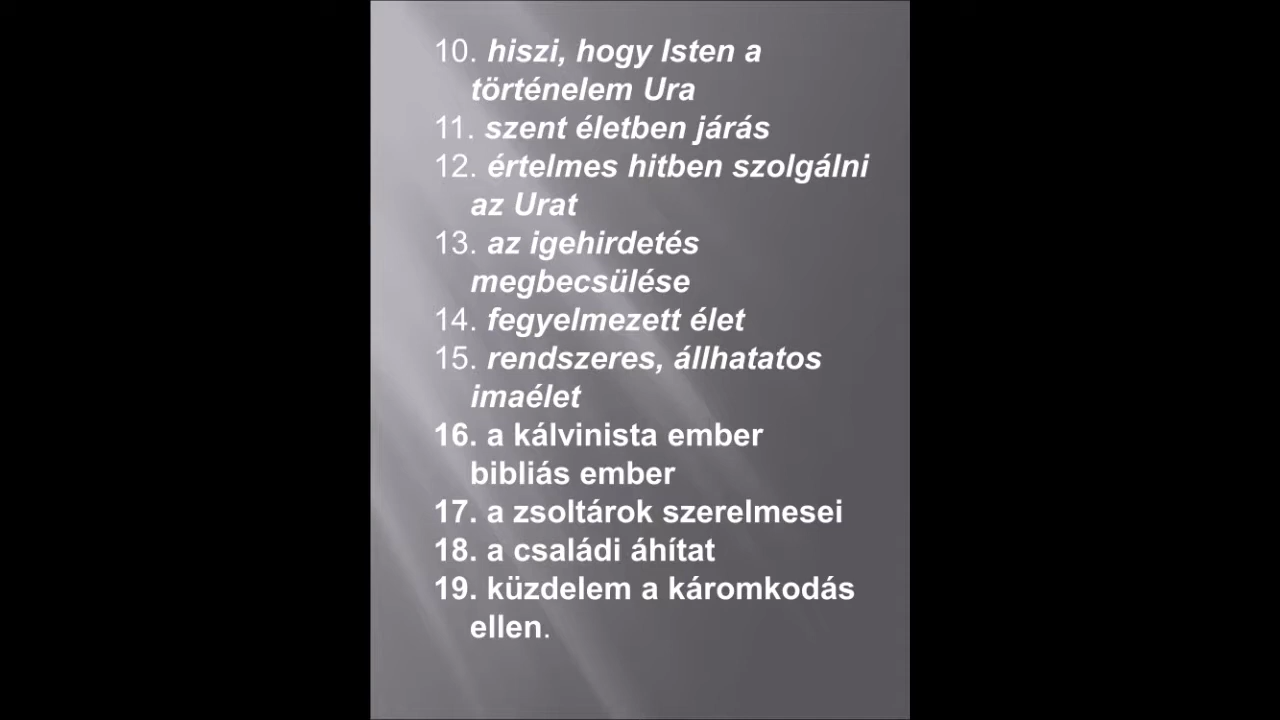 10. hiszi, hogy Isten a
történelem Ura
11. szent életben járás
12. értelmes hitben szolgálni
az Urat
13. az igehirdetés
megbecsülése
14. fegyelmezett élet
15. rendszeres, állhatatos
imaélet
16. a kálvinista ember
bibliás ember
17. a zsoltárok szerelmesei
18. a családi áhítat
19. küzdelem a káromkodás
ellen.